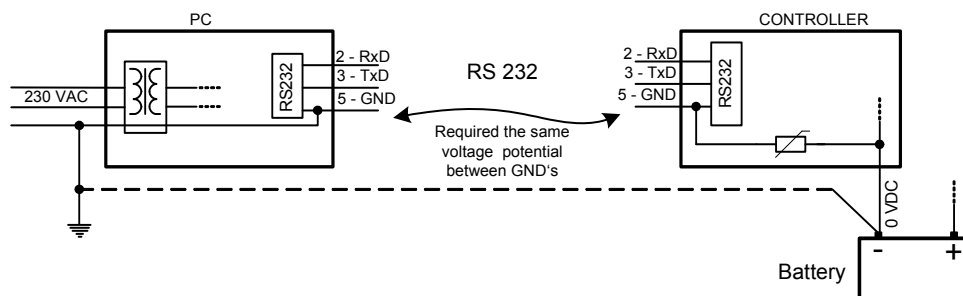 PC
CONTROLLER
230 VAC
RS232
2 - RxD
3 - TxD
5 - GND
RS 232
Required the same
voltage potential
between GND's
2 - RxD
3 - TxD
5 - GND
RS232
0 VDC
- +
Battery